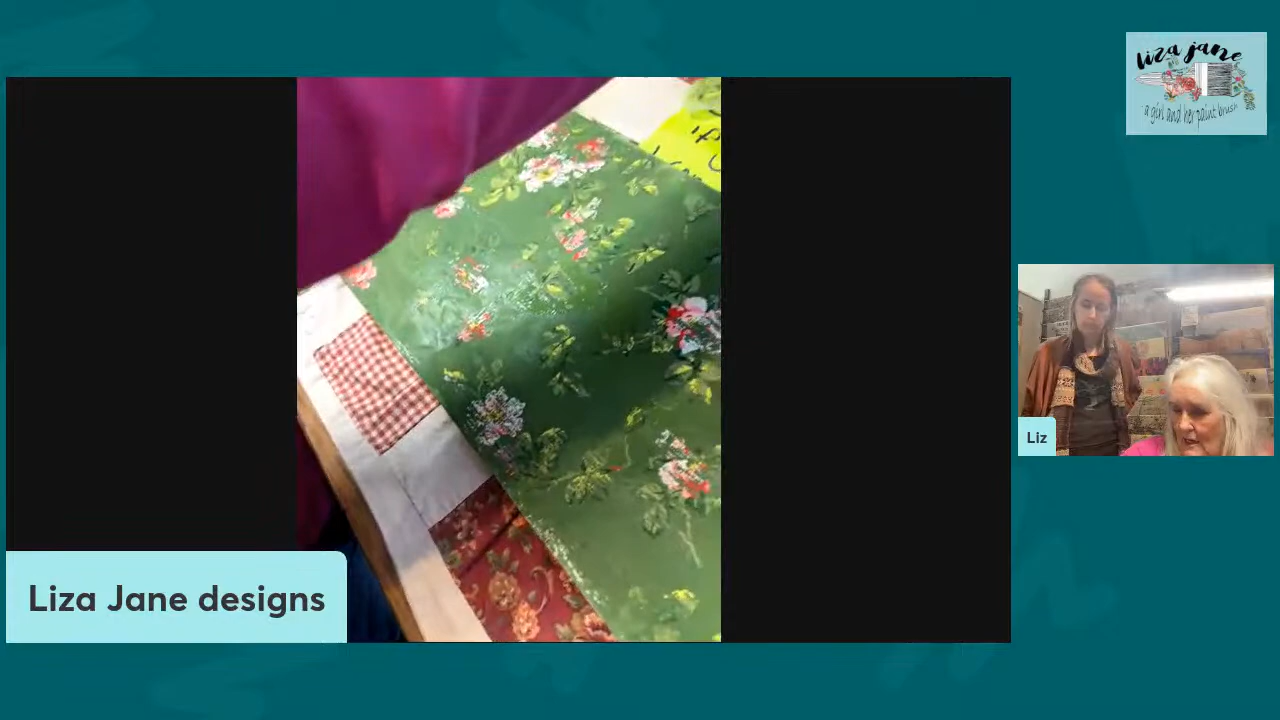 liza jane
a girl and her paint brush
Liz
Liza Jane designs